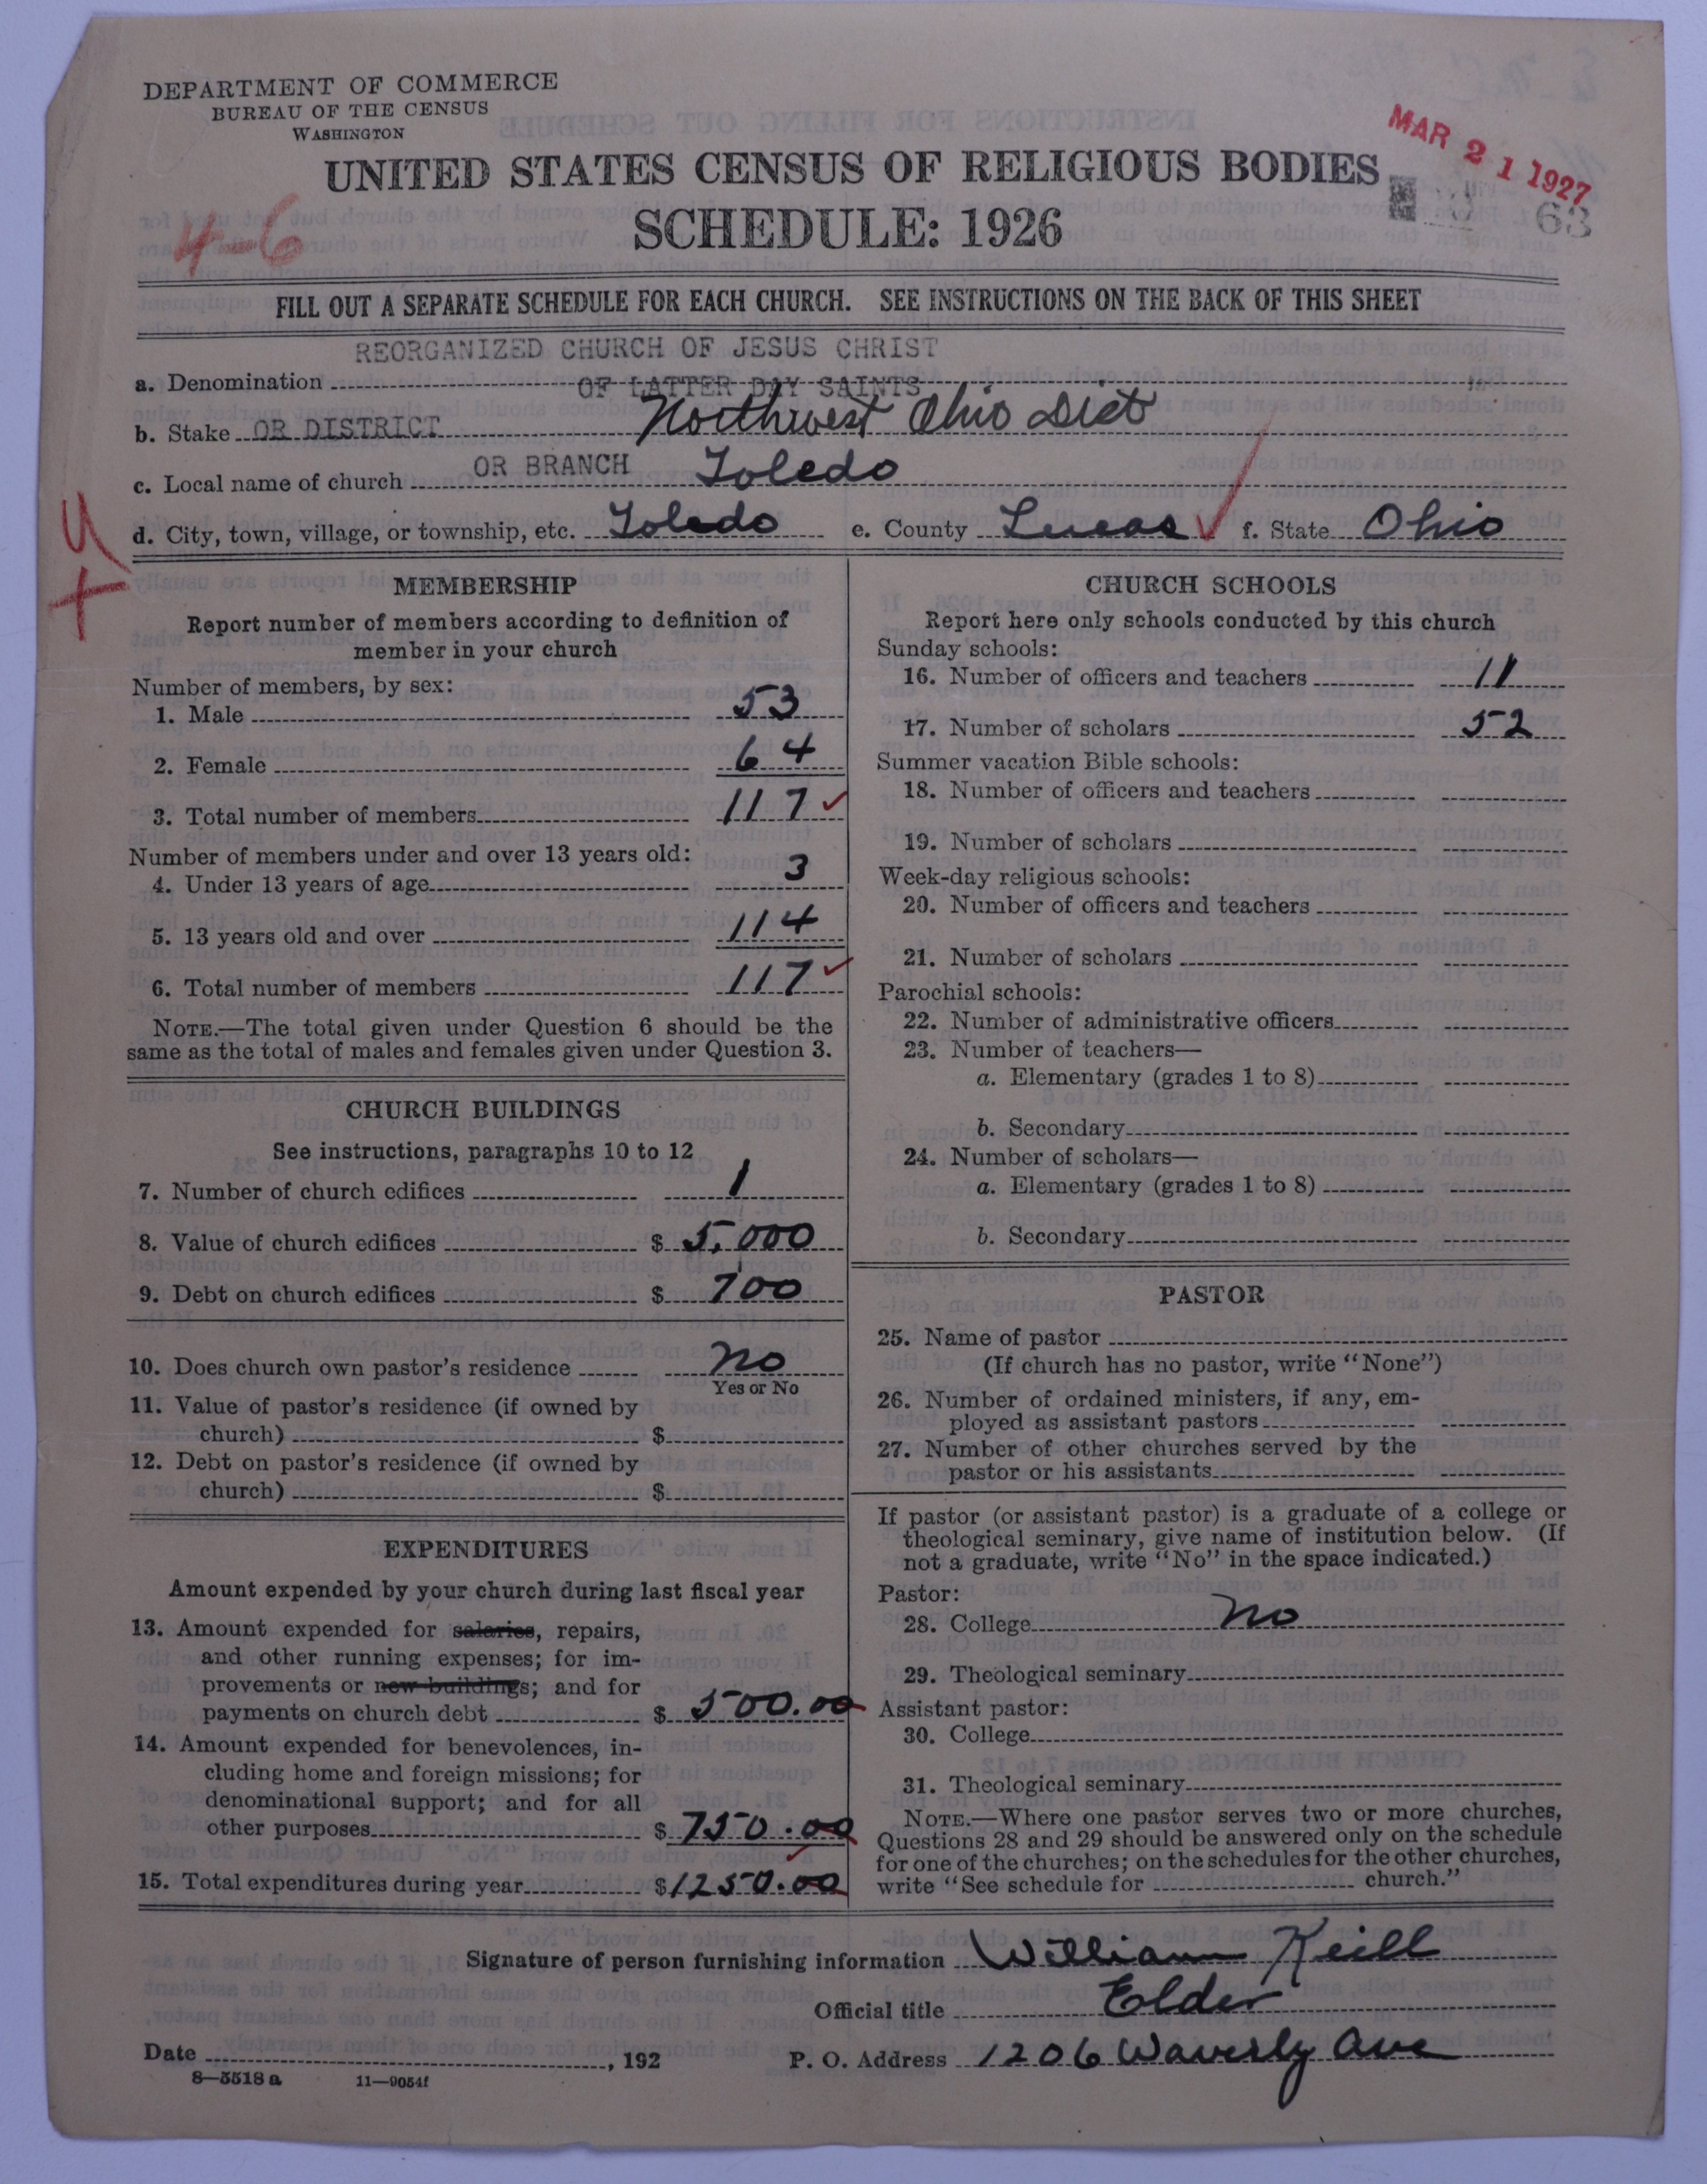 DEPARTMENT OF COMMERCE
BUREAU OF THE CENSUS
WASHINGTON
MAR 21 1927
63
UNITED STATES CENSUS OF RELIGIOUS BODIES
SCHEDULE: 1926
4-6
FILL OUT A SEPARATE SCHEDULE FOR EACH CHURCH. SEE INSTRUCTIONS ON THE BACK OF THIS SHEET
REORGANIZED CHURCH OF JESUS CHRIST
a. Denomination OF LATTER DAY SAINTS
b. Stake OR DISTRICT Northwest Ohio Dist
c. Local name of church OR BRANCH Toledo
d. City, town, village, or township, etc. Toledo e. County Lucas f. State Ohio
MEMBERSHIP
Report number of members according to definition of
member in your church
Number of members, by sex:
1. Male 53
2. Female 64
3. Total number of members 117
Number of members under and over 13 years old:
4. Under 13 years of age 3
5. 13 years old and over 114
6. Total number of members 117
NOTE.—The total given under Question 6 should be the
same as the total of males and females given under Question 3.
CHURCH BUILDINGS
See instructions, paragraphs 10 to 12
7. Number of church edifices 1
8. Value of church edifices $ 5,000
9. Debt on church edifices $ 700
10. Does church own pastor's residence no
Yes or No
11. Value of pastor's residence (if owned by
church) $
12. Debt on pastor's residence (if owned by
church) $
EXPENDITURES
Amount expended by your church during last fiscal year
13. Amount expended for salaries, repairs,
and other running expenses; for im-
provements or new buildings; and for
payments on church debt $ 500.00
14. Amount expended for benevolences, in-
cluding home and foreign missions; for
denominational support; and for all
other purposes $ 750.00
15. Total expenditures during year $ 1250.00
CHURCH SCHOOLS
Report here only schools conducted by this church
Sunday schools:
16. Number of officers and teachers 11
17. Number of scholars 52
Summer vacation Bible schools:
18. Number of officers and teachers
19. Number of scholars
Week-day religious schools:
20. Number of officers and teachers
21. Number of scholars
Parochial schools:
22. Number of administrative officers
23. Number of teachers—
a. Elementary (grades 1 to 8)
b. Secondary
24. Number of scholars—
a. Elementary (grades 1 to 8)
b. Secondary
PASTOR
25. Name of pastor
(If church has no pastor, write "None")
26. Number of ordained ministers, if any, em-
ployed as assistant pastors
27. Number of other churches served by the
pastor or his assistants
If pastor (or assistant pastor) is a graduate of a college or
theological seminary, give name of institution below. (If
not a graduate, write "No" in the space indicated.)
Pastor:
28. College no
29. Theological seminary
Assistant pastor:
30. College
31. Theological seminary
NOTE.—Where one pastor serves two or more churches,
Questions 28 and 29 should be answered only on the schedule
for one of the churches; on the schedules for the other churches,
write "See schedule for church."
Signature of person furnishing information William Keill
Official title Elder
Date , 192 P. O. Address 1206 Waverly Ave
8—5518 a 11—9054f